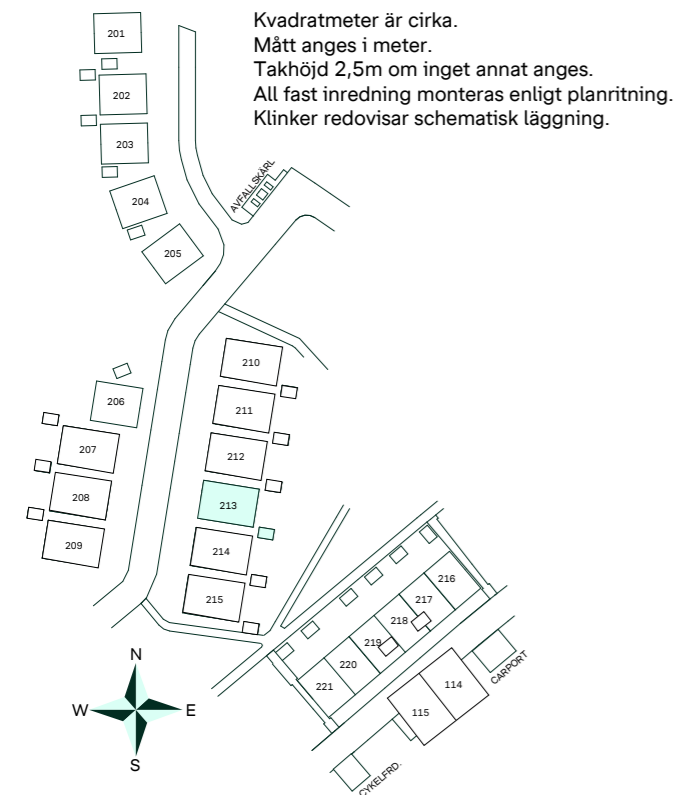 Kvadratmeter är cirka.
Mått anges i meter.
Takhöjd 2,5m om inget annat anges.
All fast inredning monteras enligt planritning.
Klinker redovisar schematisk läggning.
201
202
203
204
205
AVFALLSKÄRL
210
206
211
207
212
208
213
209
214
215
216
217
218
219
220
221
114
115
CARPORT
CYKELFRD.
N
W
E
S